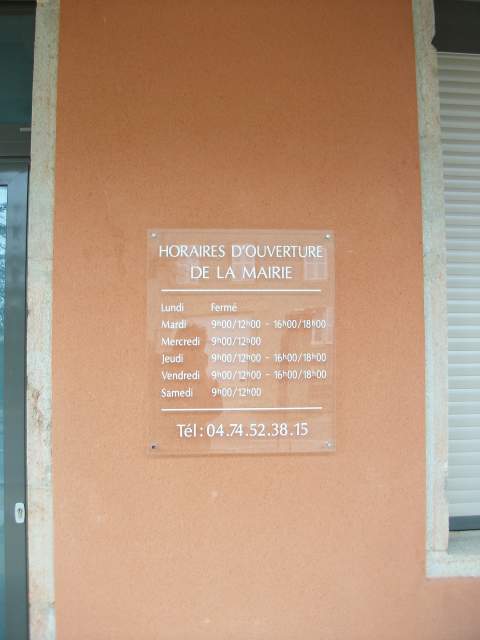 HORAIRES D'OUVERTURE
DE LA MAIRIE
Lundi Fermé
Mardi 9h00/12h00 - 16h00/18h00
Mercredi 9h00/12h00
Jeudi 9h00/12h00 - 16h00/18h00
Vendredi 9h00/12h00 - 16h00/18h00
Samedi 9h00/12h00
Tél : 04.74.52.38.15